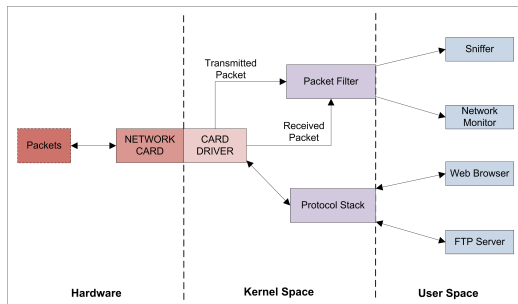 Transmitted
Packet
Sniffer
Packet Filter
Network
Monitor
Received
Packet
Packets
NETWORK
CARD
CARD
DRIVER
Web Browser
Protocol Stack
FTP Server
Hardware
Kernel Space
User Space